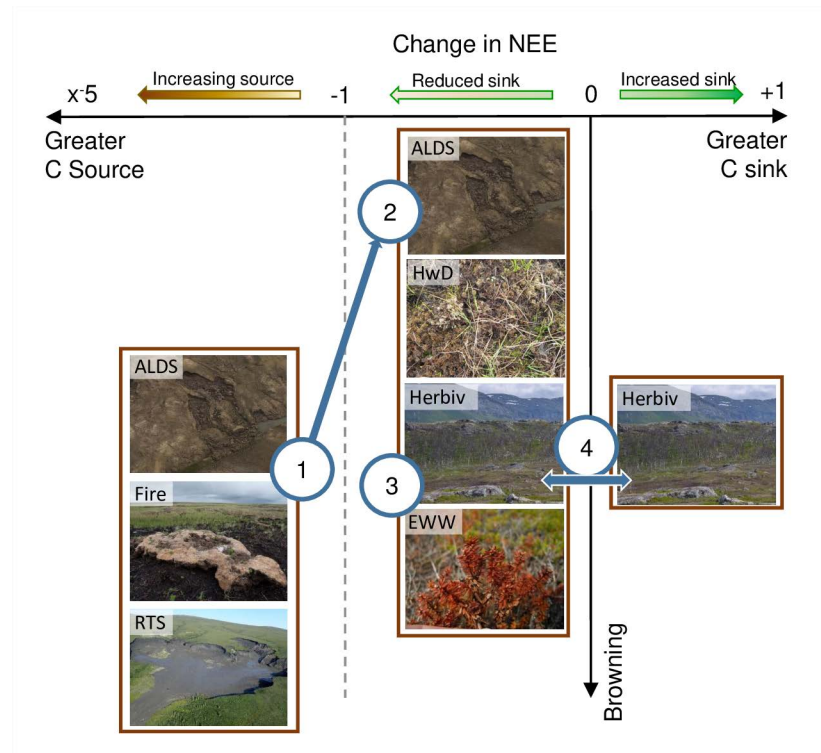 Change in NEE
Increasing source
Reduced sink
Increased sink
x-5
-1
0
+1
Greater
C Source
Greater
C sink
ALDS
2
HwD
ALDS
Herbiv
Herbiv
4
1
3
Fire
EWW
RTS
Browning